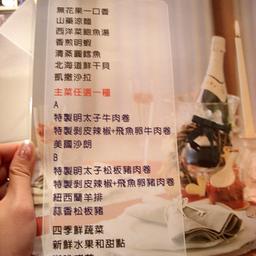 無花果一口香
山藥涼麵
西洋菜鮑魚湯
香煎明蝦
清蒸圓鱈魚
北海道鮮干貝
凱撒沙拉
主菜任選一種
A
特製明太子牛肉卷
特製剝皮辣椒+飛魚卵牛肉卷
美國沙朗
B
特製明太子松板豬肉卷
特製剝皮辣椒+飛魚卵豬肉卷
紐西蘭羊排
蒜香松板豬
四季鮮蔬菜
新鮮水果和甜點